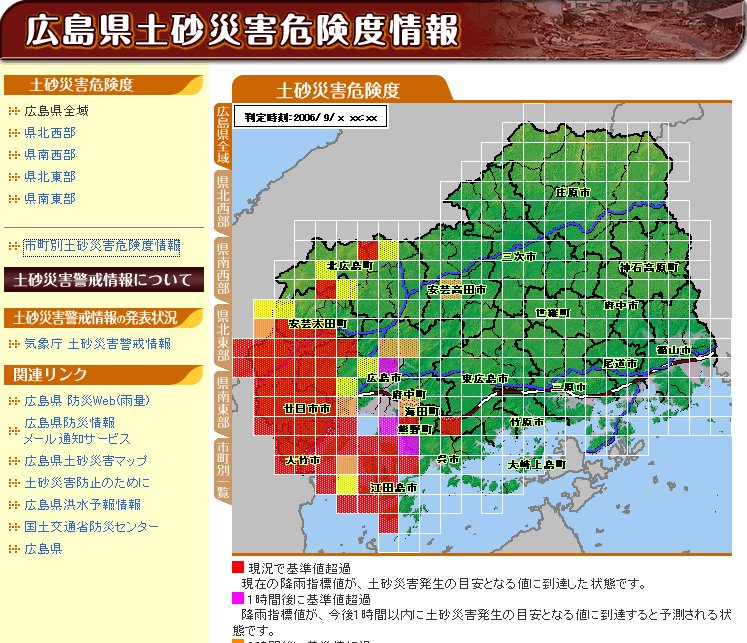 広島県土砂災害危険度情報
土砂災害危険度
広島県全域
県北西部
県南西部
県北東部
県南東部
市町別土砂災害危険度情報
土砂災害警戒情報について
土砂災害警戒情報の発表状況
気象庁 土砂災害警戒情報
関連リンク
広島県 防災Web(雨量)
広島県防災情報
メール通知サービス
広島県土砂災害マップ
土砂災害防止のために
広島県洪水予報情報
国土交通省防災センター
広島県
土砂災害危険度
広島県全域
県北西部
県南西部
県北東部
県南東部
市町別一覧
判定時刻:2006/9/x xx:xx
庄原市
三次市
北広島町
神石高原町
安芸高田市
府中市
世羅町
安芸太田町
福山市
尾道市
広島市
東広島市
三原市
府中町
廿日市市
海田町
竹原市
熊野町
呉市
大竹市
大崎上島町
江田島市
現況で基準値超過
現在の降雨指標値が、土砂災害発生の目安となる値に到達した状態です。
1時間後に基準値超過
降雨指標値が、今後1時間以内に土砂災害発生の目安となる値に到達すると予測される状
態です。